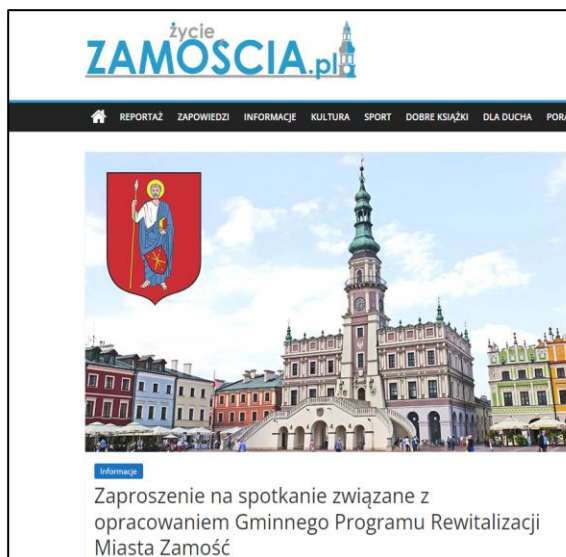 życie
ZAMOŚCIA.pl
REPORTAŻ ZAPOWIEDZI INFORMACJE KULTURA SPORT DOBRE KSIĄŻKI DLA DUCHA
Informacje
Zaproszenie na spotkanie związane z
opracowaniem Gminnego Programu Rewitalizacji
Miasta Zamość